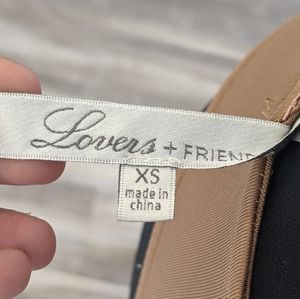 Lovers + FRIEND
XS
made in
china